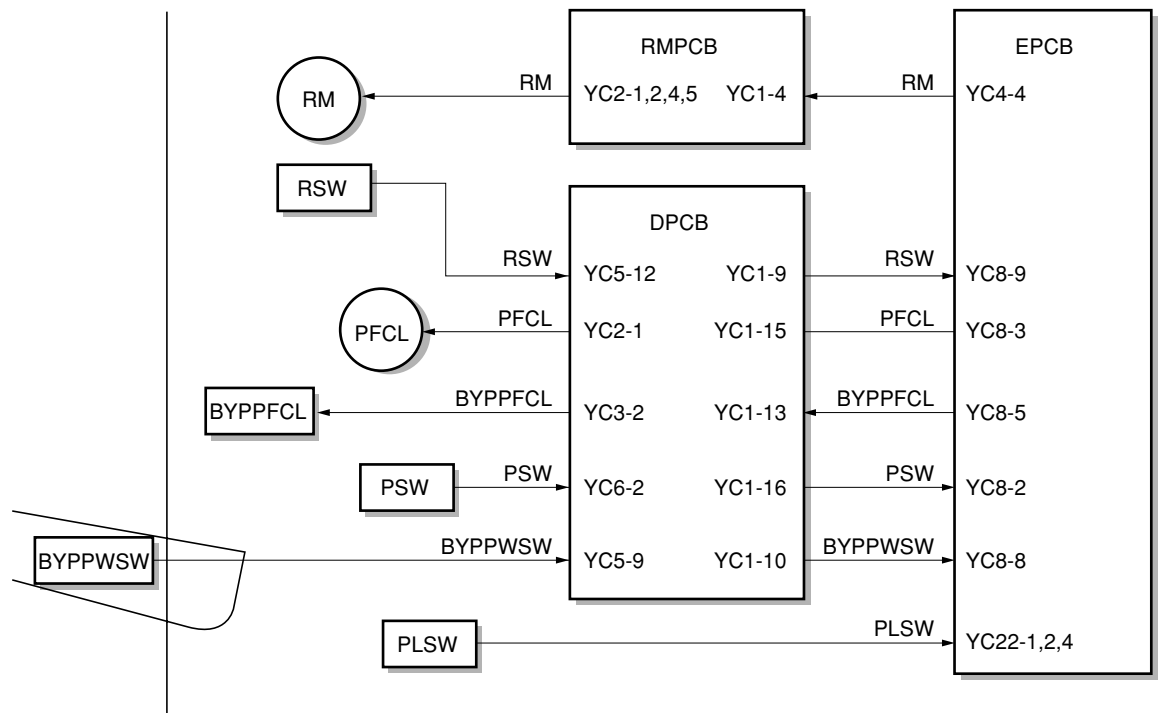 RMPCB
EPCB
RM
RM
RM
YC2-1,2,4,5
YC1-4
YC4-4
RSW
DPCB
RSW
YC5-12
YC1-9
RSW
YC8-9
PFCL
PFCL
YC2-1
YC1-15
PFCL
YC8-3
BYPPFCL
BYPPFCL
YC3-2
YC1-13
BYPPFCL
YC8-5
PSW
PSW
YC6-2
YC1-16
PSW
YC8-2
BYPPWSW
BYPPWSW
YC5-9
YC1-10
BYPPWSW
YC8-8
PLSW
PLSW
YC22-1,2,4